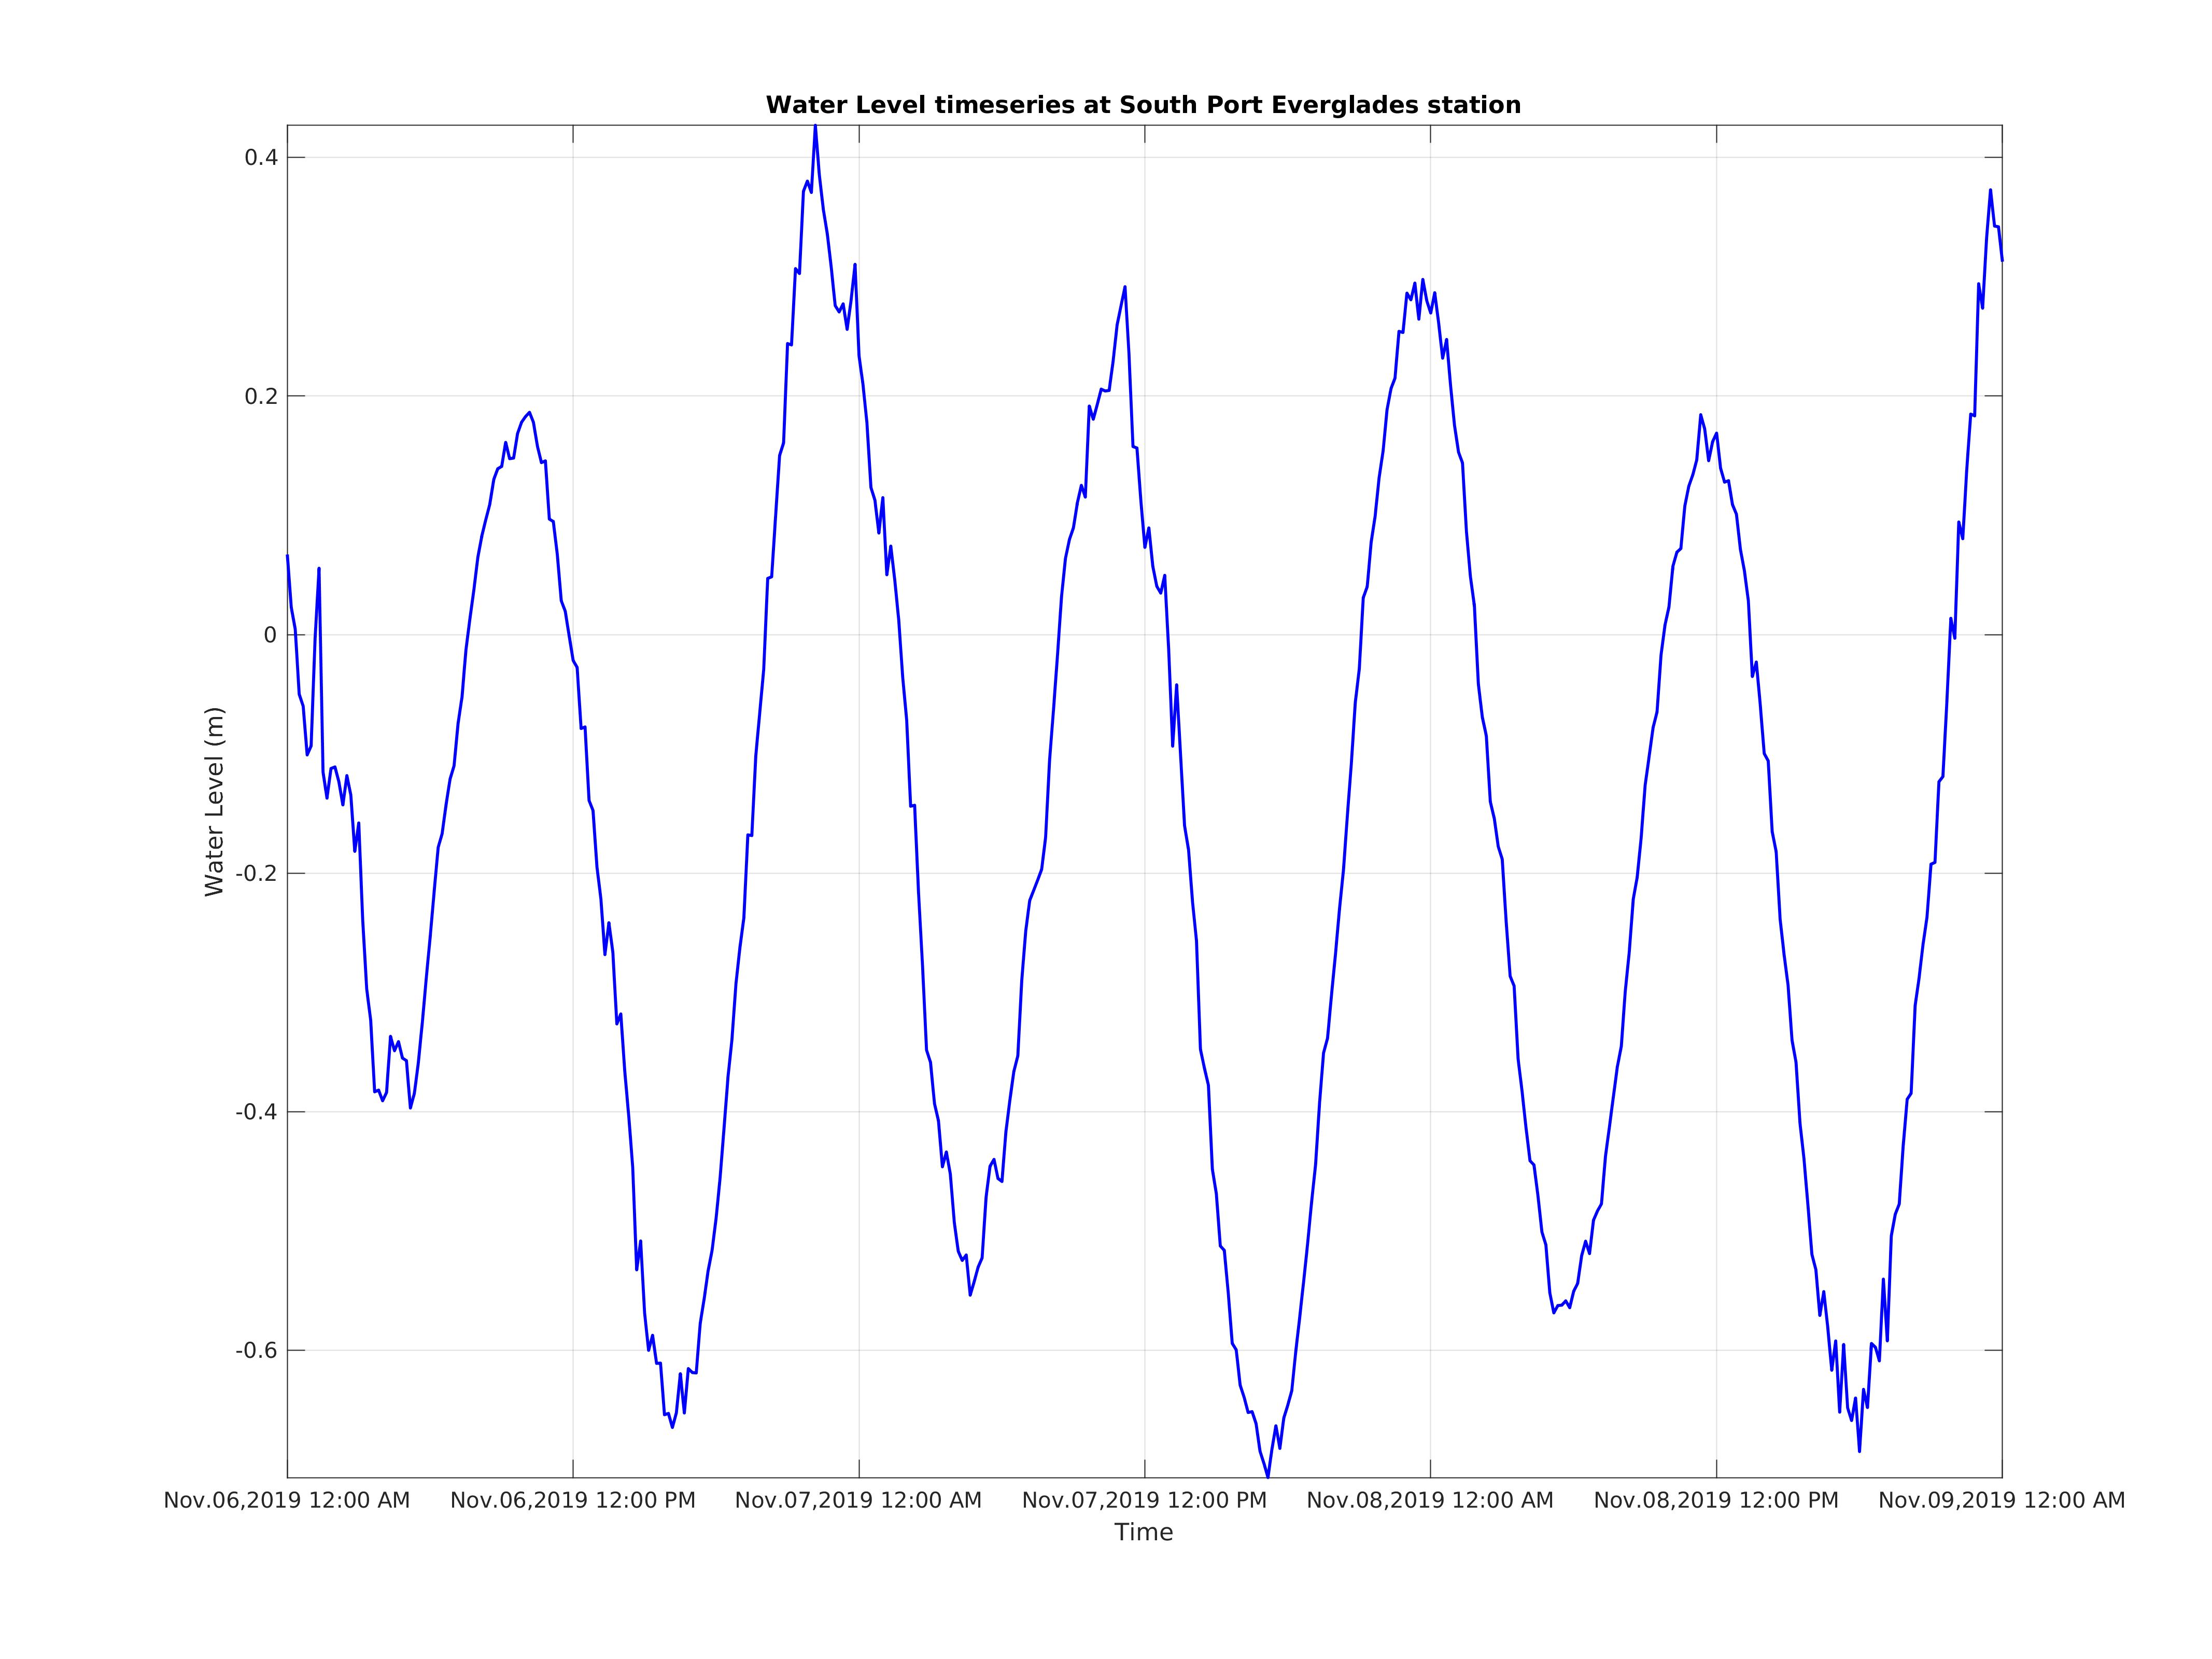 Water Level timeseries at South Port Everglades station
0.4
0.2
0
-0.2
-0.4
-0.6
Water Level (m)
Nov.06,2019 12:00 AM Nov.06,2019 12:00 PM Nov.07,2019 12:00 AM Nov.07,2019 12:00 PM Nov.08,2019 12:00 AM Nov.08,2019 12:00 PM Nov.09,2019 12:00 AM
Time